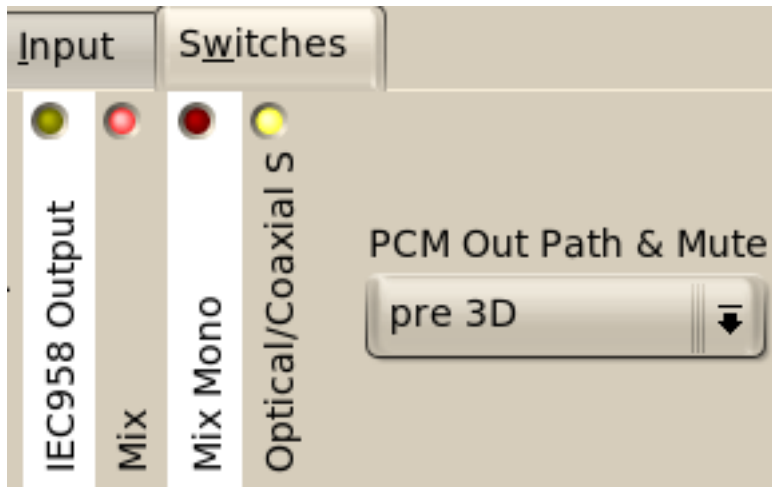 Input
Switches
IEC958 Output
Mix
Mix Mono
Optical/Coaxial S
PCM Out Path & Mute
pre 3D